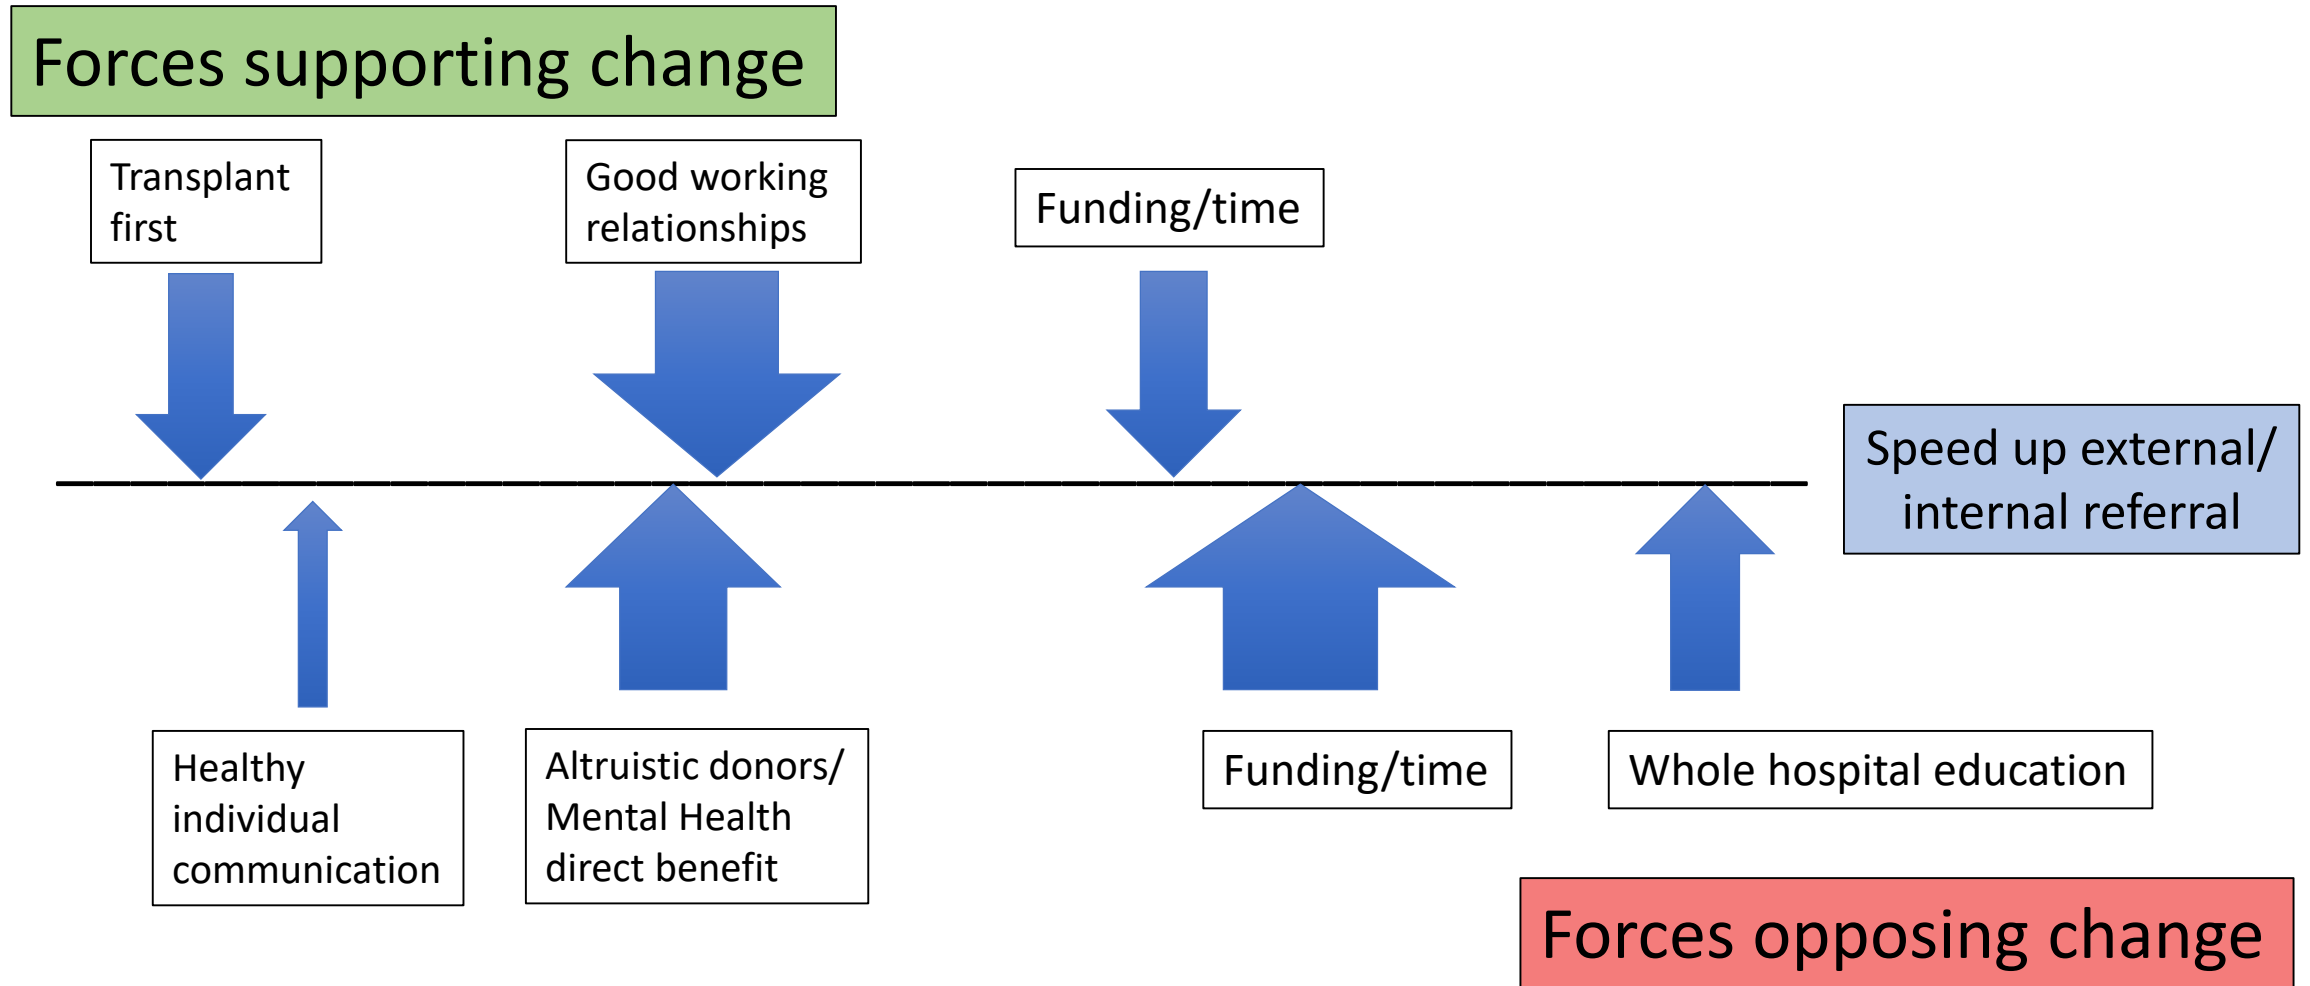 Forces supporting change
Transplant
first
Good working
relationships
Funding/time
Speed up external/
internal referral
Healthy
individual
communication
Altruistic donors/
Mental Health
direct benefit
Funding/time
Whole hospital education
Forces opposing change